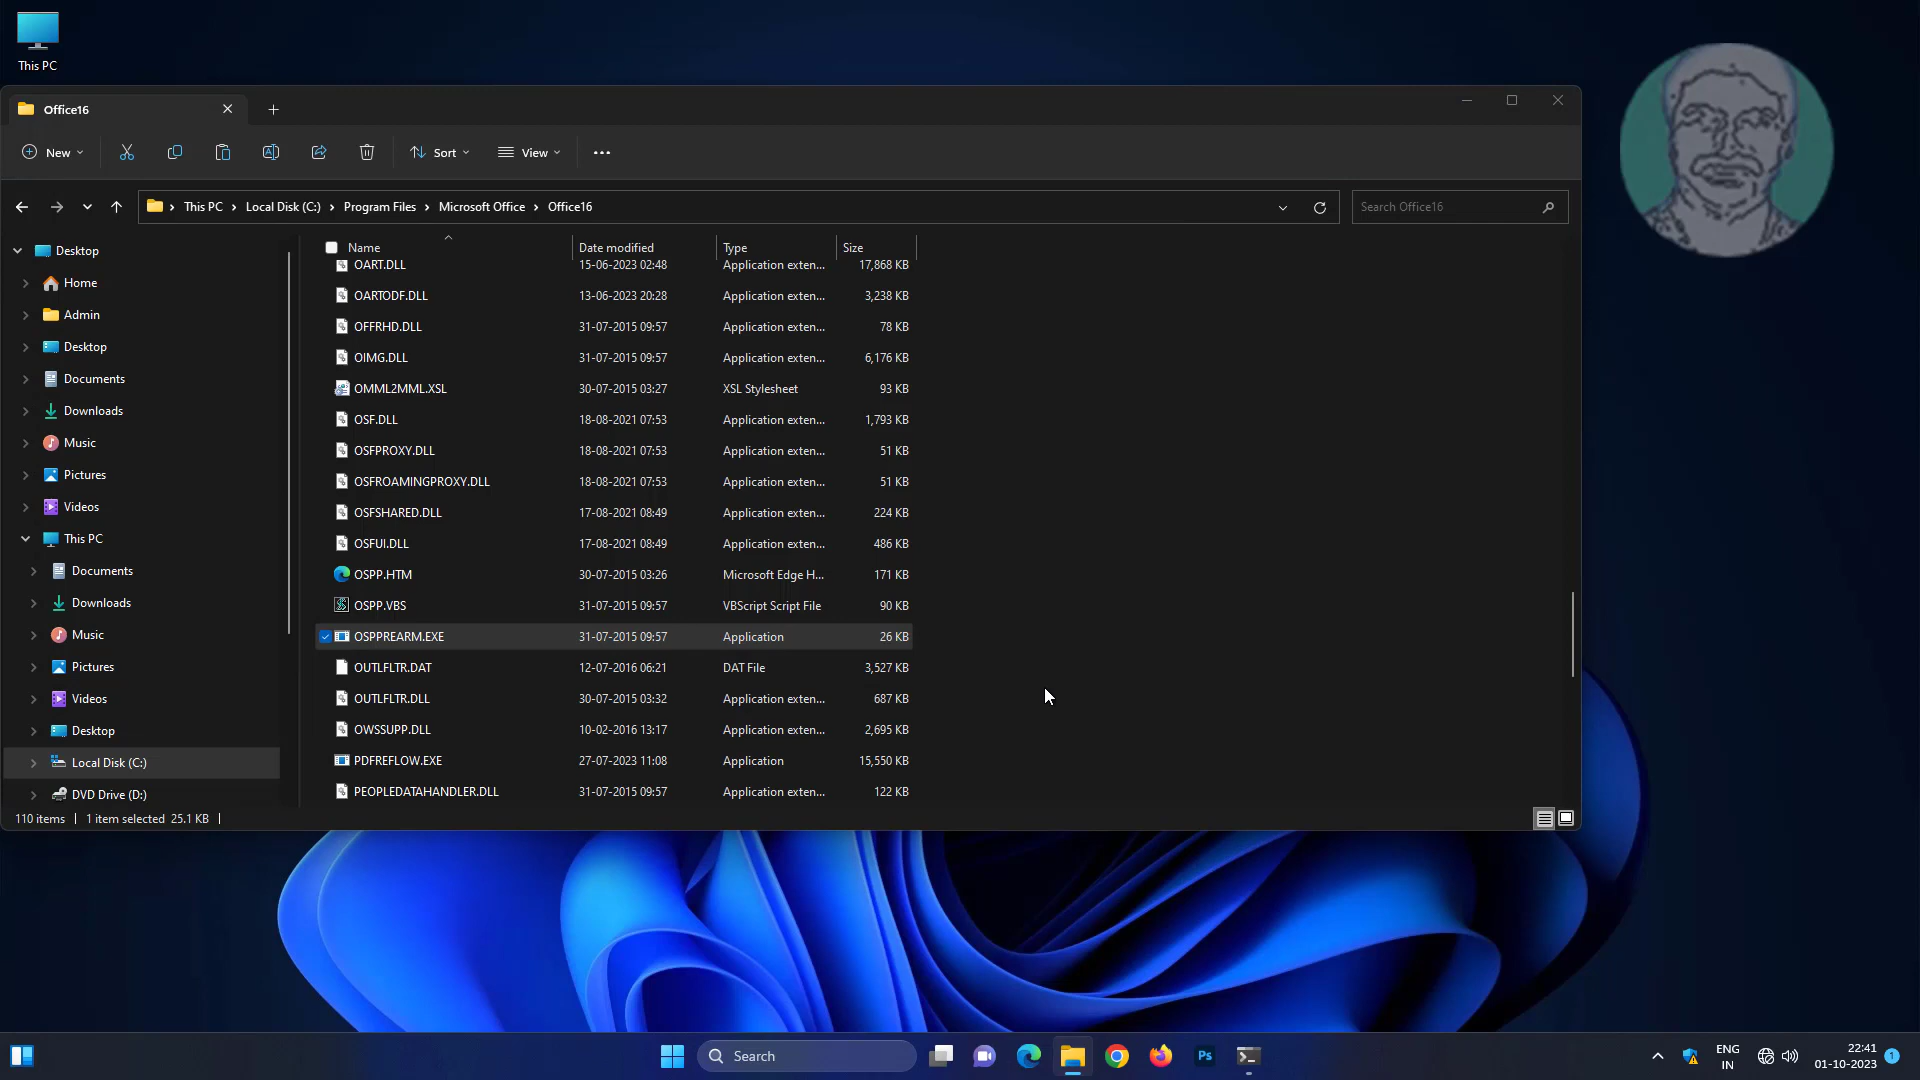 This PC
Office16
New
Sort
View
This PC
Local Disk (C:)
Program Files
Microsoft Office
Office16
Search Office16
Name Date modified Type Size
Desktop
Home
Admin
Desktop
Documents
Downloads
Music
Pictures
Videos
This PC
Documents
Downloads
Music
Pictures
Videos
Desktop
Local Disk (C:)
DVD Drive (D:)
OART.DLL 15-06-2023 02:48 Application exten... 17,868 KB
OARTODF.DLL 13-06-2023 20:28 Application exten... 3,238 KB
OFFRHD.DLL 31-07-2015 09:57 Application exten... 78 KB
OIMG.DLL 31-07-2015 09:57 Application exten... 6,176 KB
OMML2MML.XSL 30-07-2015 03:27 XSL Stylesheet 93 KB
OSF.DLL 18-08-2021 07:53 Application exten... 1,793 KB
OSFPROXY.DLL 18-08-2021 07:53 Application exten... 51 KB
OSFROAMINGPROXY.DLL 18-08-2021 07:53 Application exten... 51 KB
OSFSHARED.DLL 17-08-2021 08:49 Application exten... 224 KB
OSFUI.DLL 17-08-2021 08:49 Application exten... 486 KB
OSPP.HTM 30-07-2015 03:26 Microsoft Edge H... 171 KB
OSPP.VBS 31-07-2015 09:57 VBScript Script File 90 KB
OSPPREARM.EXE 31-07-2015 09:57 Application 26 KB
OUTLFLTR.DAT 12-07-2016 06:21 DAT File 3,527 KB
OUTLFLTR.DLL 30-07-2015 03:32 Application exten... 687 KB
OWSSUPP.DLL 10-02-2016 13:17 Application exten... 2,695 KB
PDFREFLOW.EXE 27-07-2023 11:08 Application 15,550 KB
PEOPLEDATAHANDLER.DLL 31-07-2015 09:57 Application exten... 122 KB
110 items 1 item selected 25.1 KB
Search
Ps
ENG
IN
22:41
01-10-2023
1